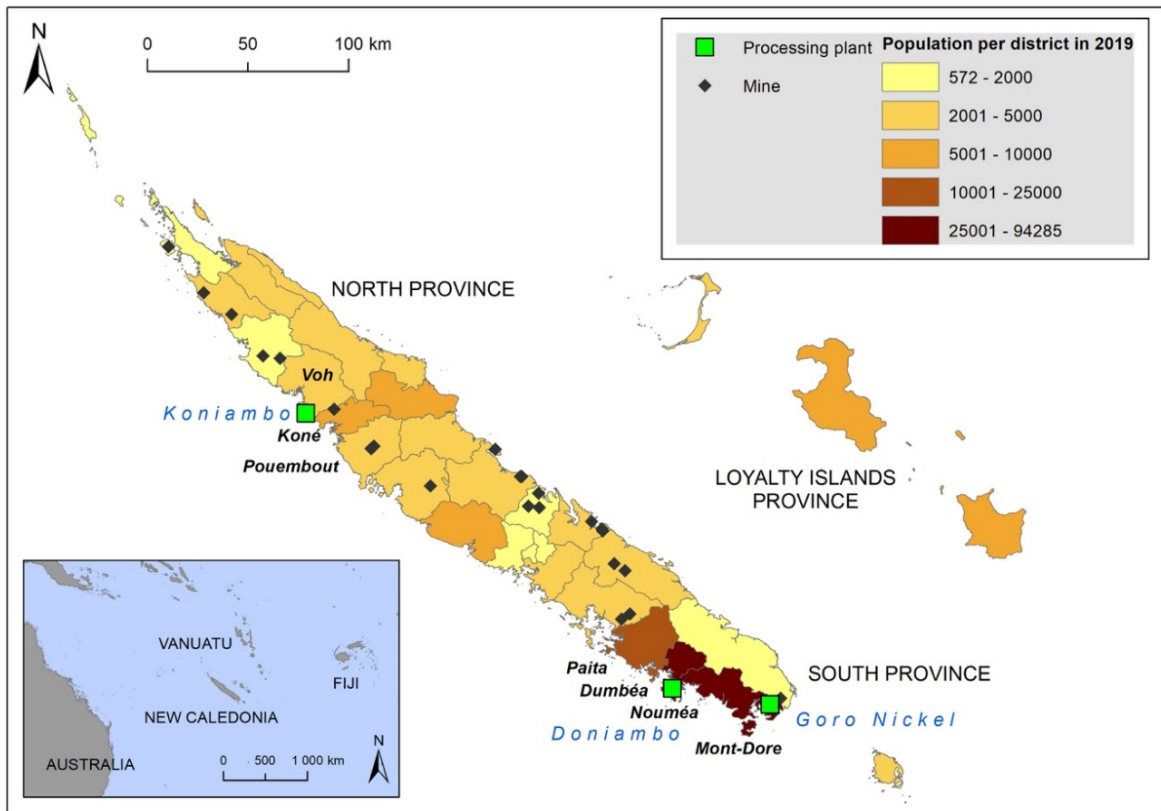 N
0 50 100 km
Processing plant
Mine
Population per district in 2019
572 - 2000
2001 - 5000
5001 - 10000
10001 - 25000
25001 - 94285
NORTH PROVINCE
Voh
Koniambo
Koné
Pouembout
LOYALTY ISLANDS
PROVINCE
SOUTH PROVINCE
Paita
Dumbéa
Nouméa
Doniambo
Goro Nickel
Mont-Dore
VANUATU
FIJI
NEW CALEDONIA
AUSTRALIA
0 500 1 000 km
N